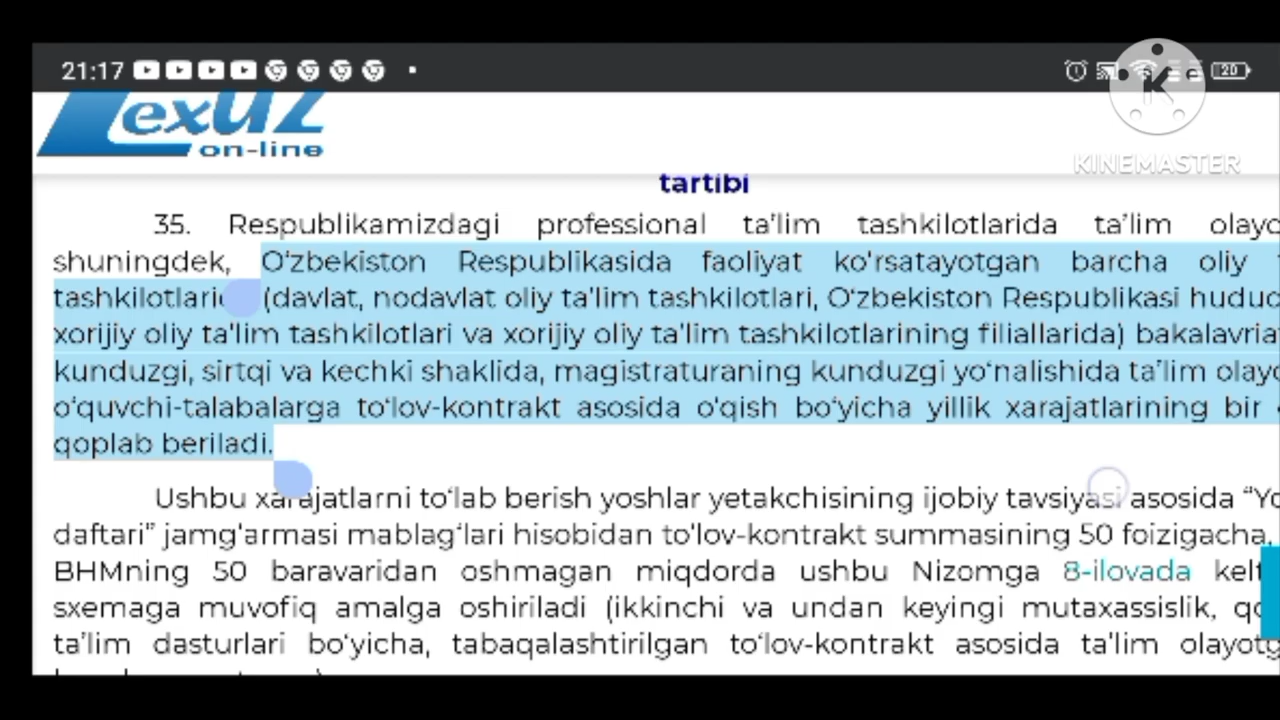 21:17
20
KINEMASTER
Lexuz
on-line
tartibi
35. Respublikamizdagi professional ta'lim tashkilotlarida ta'lim
shuningdek, O'zbekiston Respublikasida faoliyat ko'rsatayotgan barcha oliy
(davlat, nodavlat oliy ta'lim tashkilotlari, O'zbekiston Respublikasi
xorijiy oliy ta'lim tashkilotlari va xorijiy oliy ta'lim tashkilotlarining filiallarida)
kunduzgi, sirtqi va kechki shaklida, magistraturaning kunduzgi yo'nalishida ta'lim
o'quvchi-talabalarga to'lov-kontrakt asosida o'qish bo'yicha yillik xarajatlarining bir
qoplab beriladi.
Ushbu xarajatlarni to'lab berish yoshlar yetakchisining ijobiy tavsiyasi asosida
daftari" jamg'armasi mablag'lari hisobidan to'lov-kontrakt summasining 50 foizigacha,
BHMning 50 baravaridan oshmagan miqdorda ushbu Nizomga 8-ilovada
sxemaga muvofiq amalga oshiriladi (ikkinchi va undan keyingi mutaxassislik,
ta'lim dasturlari bo'yicha, tabaqalashtirilgan to'lov-kontrakt asosida ta'lim